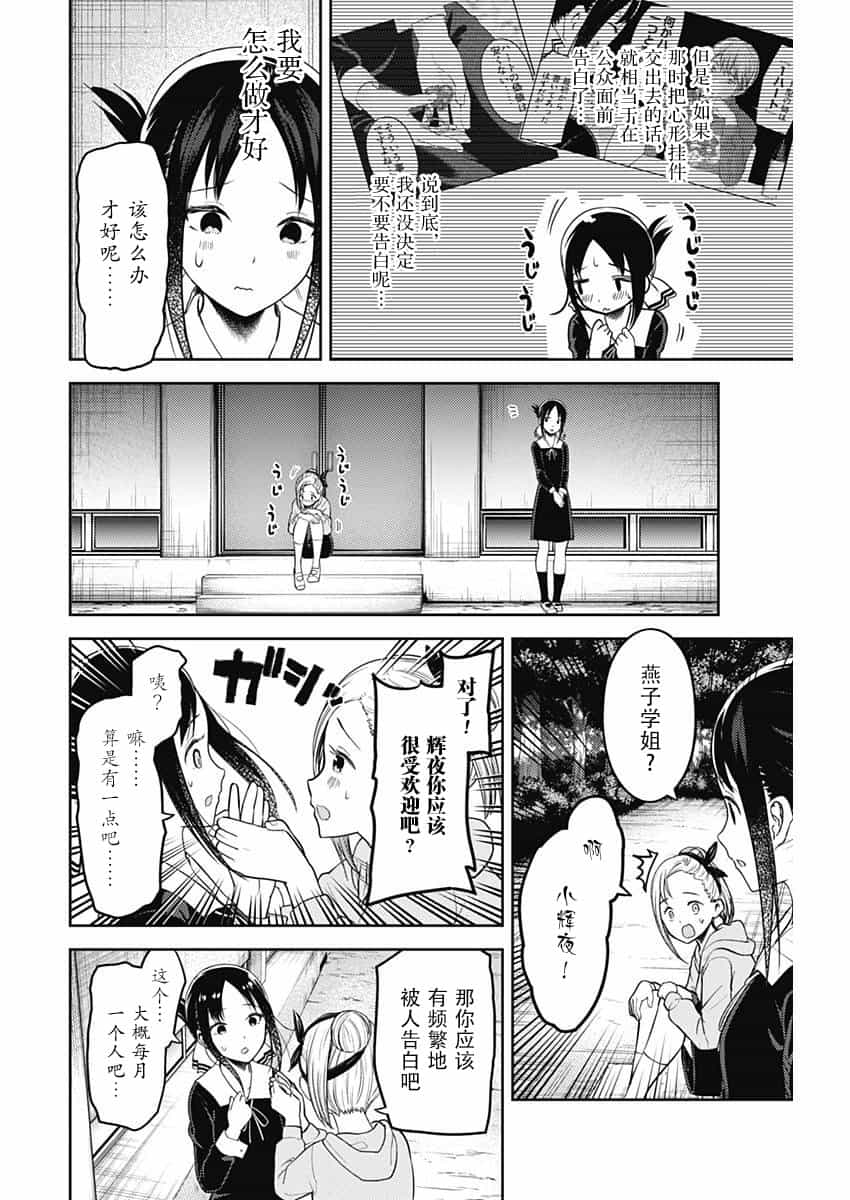 但是，如果
那时把心形挂件
交出去的话，
就相当于在
公众面前
告白了…
说到底，
我还没决定
要不要告白呢…
うじうじ
うじうじ
我要
怎么做才好
该怎么办
才好呢……
うじうじ
うじうじ
燕子学姐？
啊
小辉夜！
对了！
辉夜你应该
很受欢迎吧？
ガシッ
咦？
嘛……
算是有一点吧……
那你应该
有频繁地
被人告白吧
这个…
大概每月
一个人吧…